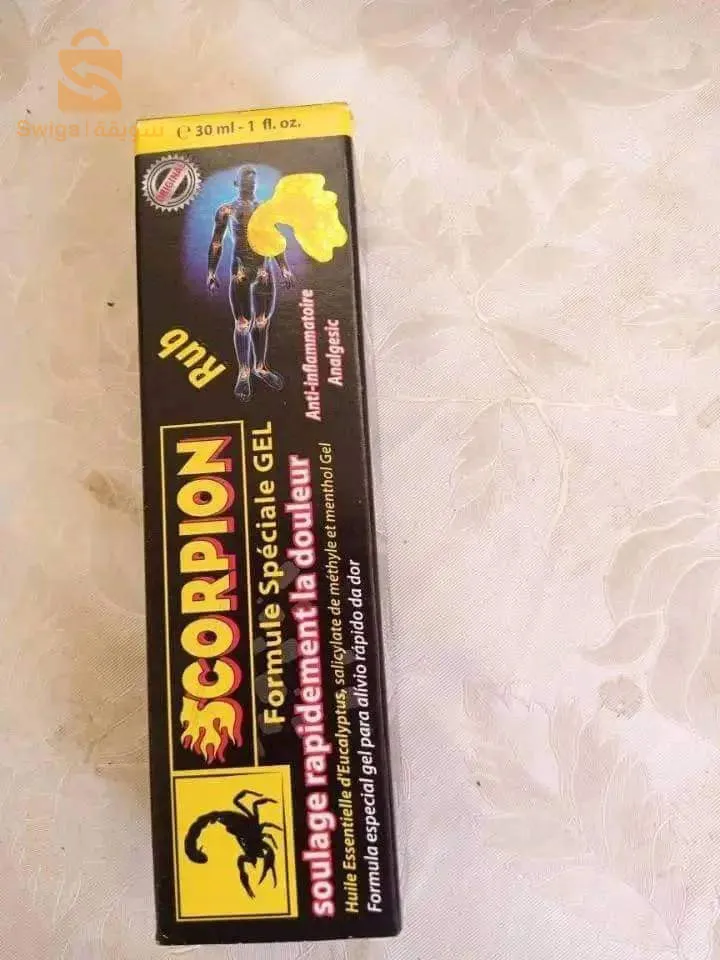 Swiga | سويقة
℮ 30 ml - 1 fl. oz.
ORIGINAL
Rub
Anti-inflammatoire
Analgesic
SCORPION
Formule Spéciale GEL
soulage rapidement la douleur
Huile Essentielle d'Eucalyptus, salicylate de méthyle et menthol Gel
Formula especial gel para alívio rápido da dor